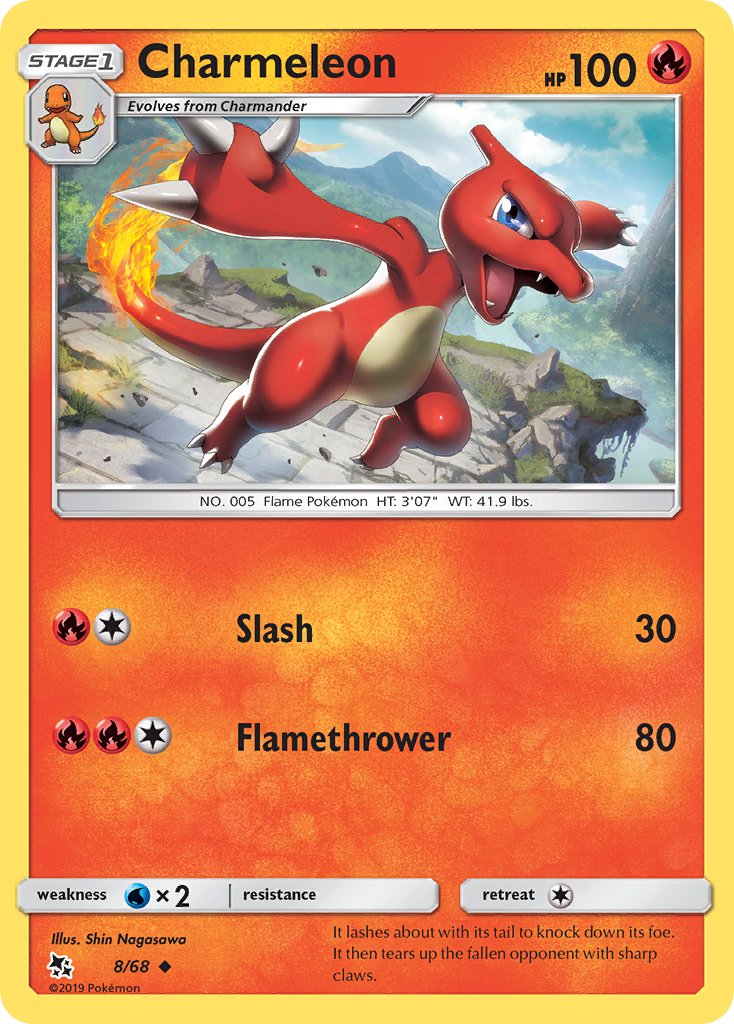 STAGE1
Charmeleon
HP100
Evolves from Charmander
NO. 005 Flame Pokémon HT: 3'07" WT: 41.9 lbs.
Slash 30
Flamethrower 80
weakness ×2 resistance retreat
Illus. Shin Nagasawa
8/68
©2019 Pokémon
It lashes about with its tail to knock down its foe.
It then tears up the fallen opponent with sharp
claws.